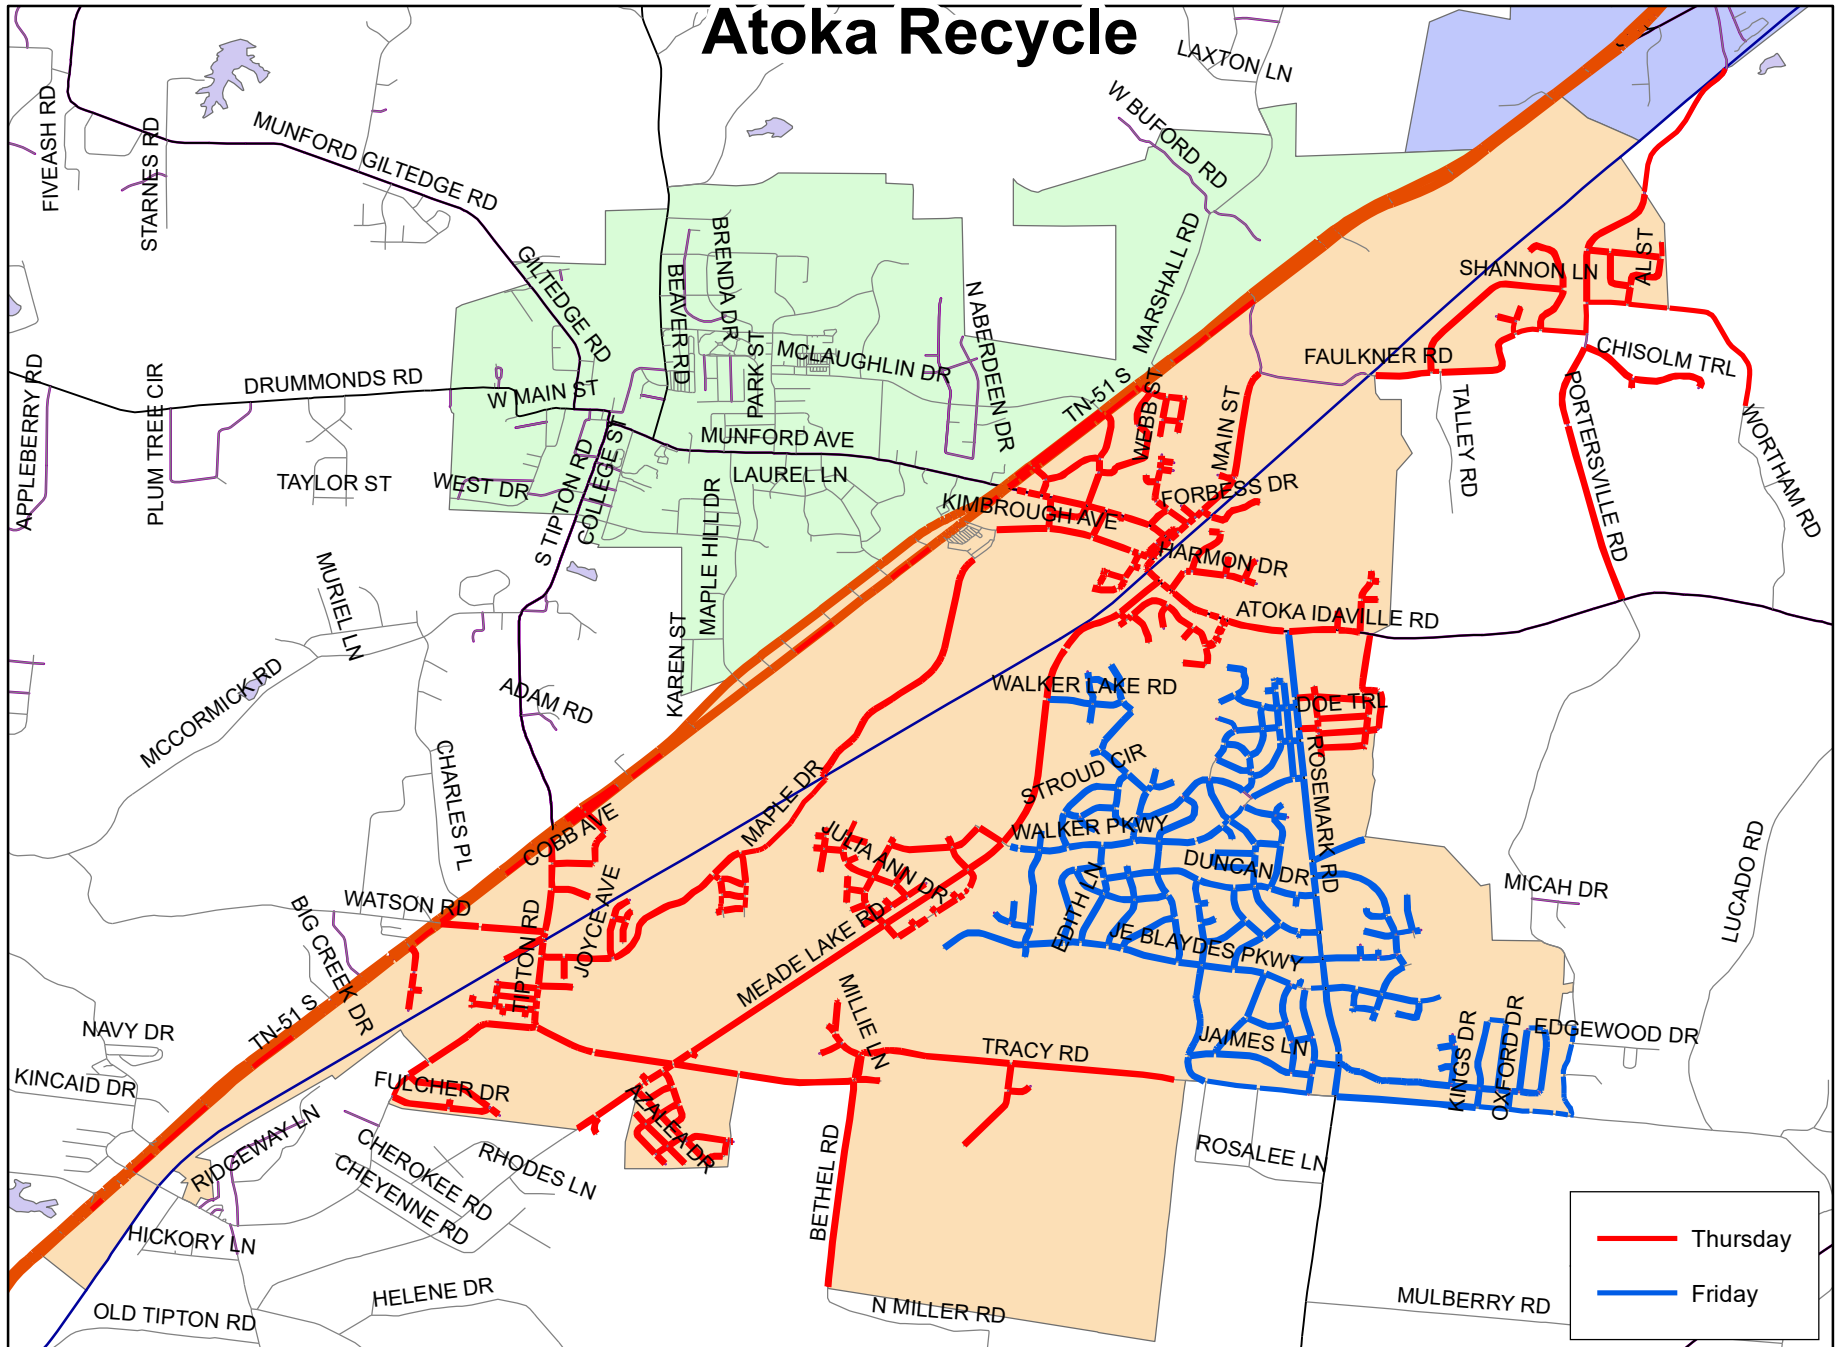 Atoka Recycle
LAXTON LN
W BUFORD RD
FIVEASH RD
STARNES RD
MUNFORD GILTEDGE RD
GILTEDGE RD
BRENDA DR
BEAVER RD
MARSHALL RD
N ABERDEEN DR
SHANNON LN
AL ST
PARK ST
MCLAUGHLIN DR
FAULKNER RD
CHISOLM TRL
APPLEBERRY RD
PLUM TREE CIR
DRUMMONDS RD
W MAIN ST
TN-51 S
WEBB ST
MAIN ST
TALLEY RD
PORTERSVILLE RD
WORTHAM RD
MUNFORD AVE
LAUREL LN
TAYLOR ST
WEST DR
S TIPTON RD
COLLEGE ST
MAPLE HILL DR
KIMBROUGH AVE
FORBESS DR
HARMON DR
MURIEL LN
KAREN ST
ATOKA IDAVILLE RD
MCCORMICK RD
ADAM RD
WALKER LAKE RD
DOE TRL
CHARLES PL
STROUD CIR
ROSEMARK RD
MAPLE DR
COBB AVE
JULIA ANN DR
WALKER PKWY
DUNCAN DR
MICAH DR
LUCADO RD
WATSON RD
BIG CREEK DR
TIPTON RD
JOYCE AVE
MEADE LAKE RD
EDITH LN
JE BLAYDES PKWY
TN-51 S
MILLIE LN
NAVY DR
TRACY RD
JAIMES LN
KINGS DR
OXFORD DR
EDGEWOOD DR
KINCAID DR
FULCHER DR
AZALEA DR
RIDGEWAY LN
CHEROKEE RD
CHEYENNE RD
RHODES LN
BETHEL RD
ROSALEE LN
HICKORY LN
Thursday
Friday
OLD TIPTON RD
HELENE DR
N MILLER RD
MULBERRY RD